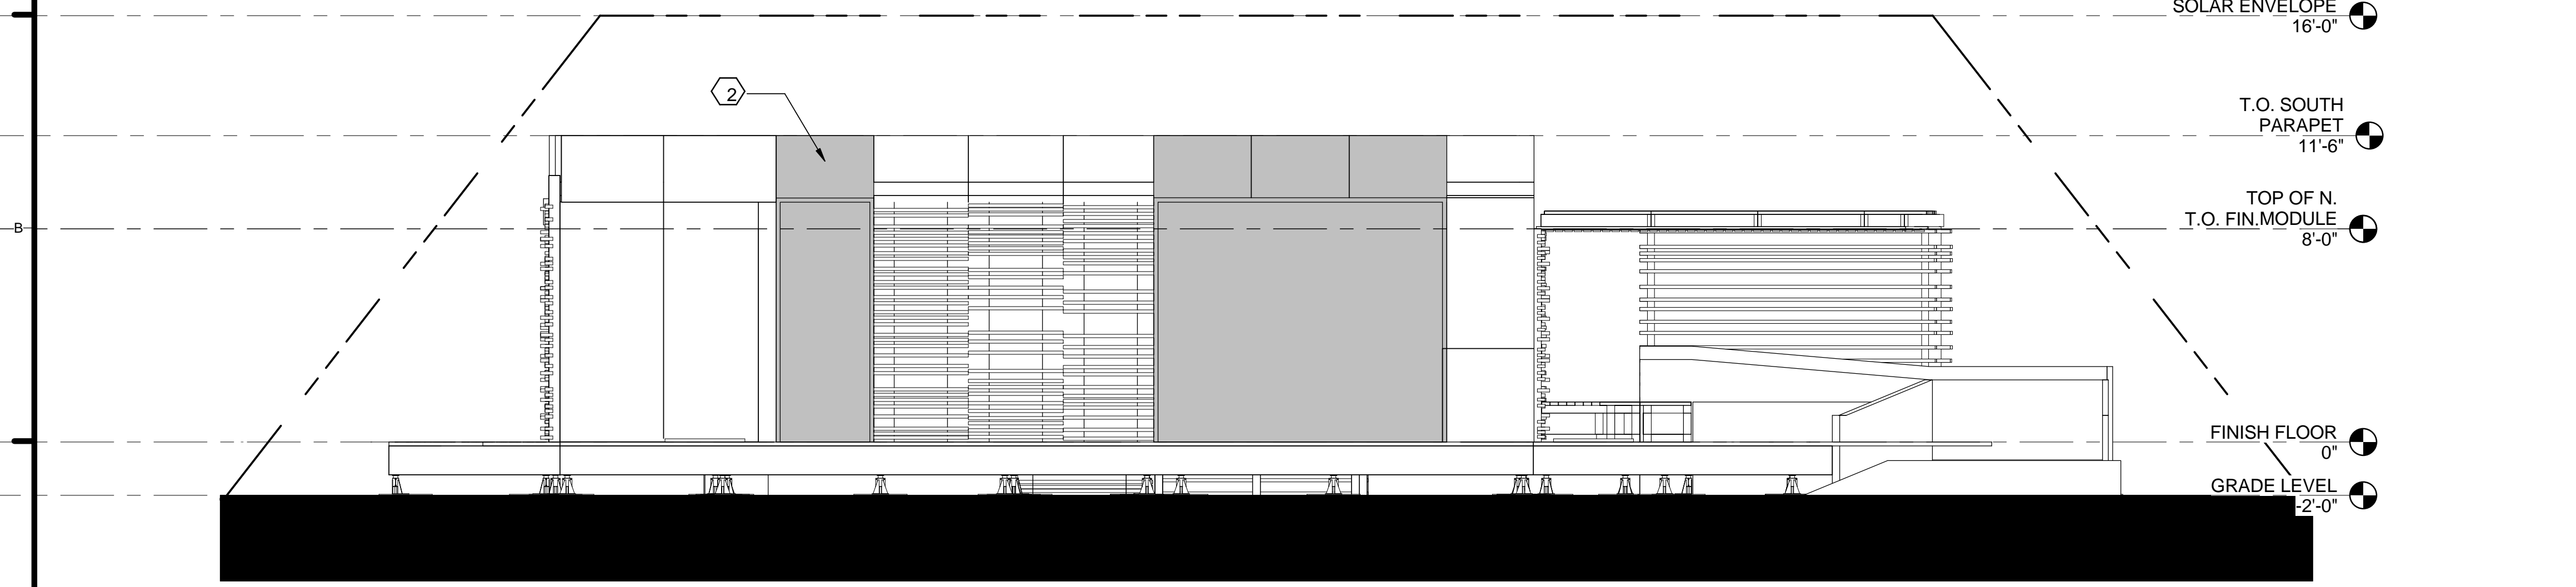 SOLAR ENVELOPE
16'-0"
2
T.O. SOUTH
PARAPET
11'-6"
TOP OF N.
T.O. FIN.MODULE
8'-0"
B
FINISH FLOOR
0"
GRADE LEVEL
-2'-0"